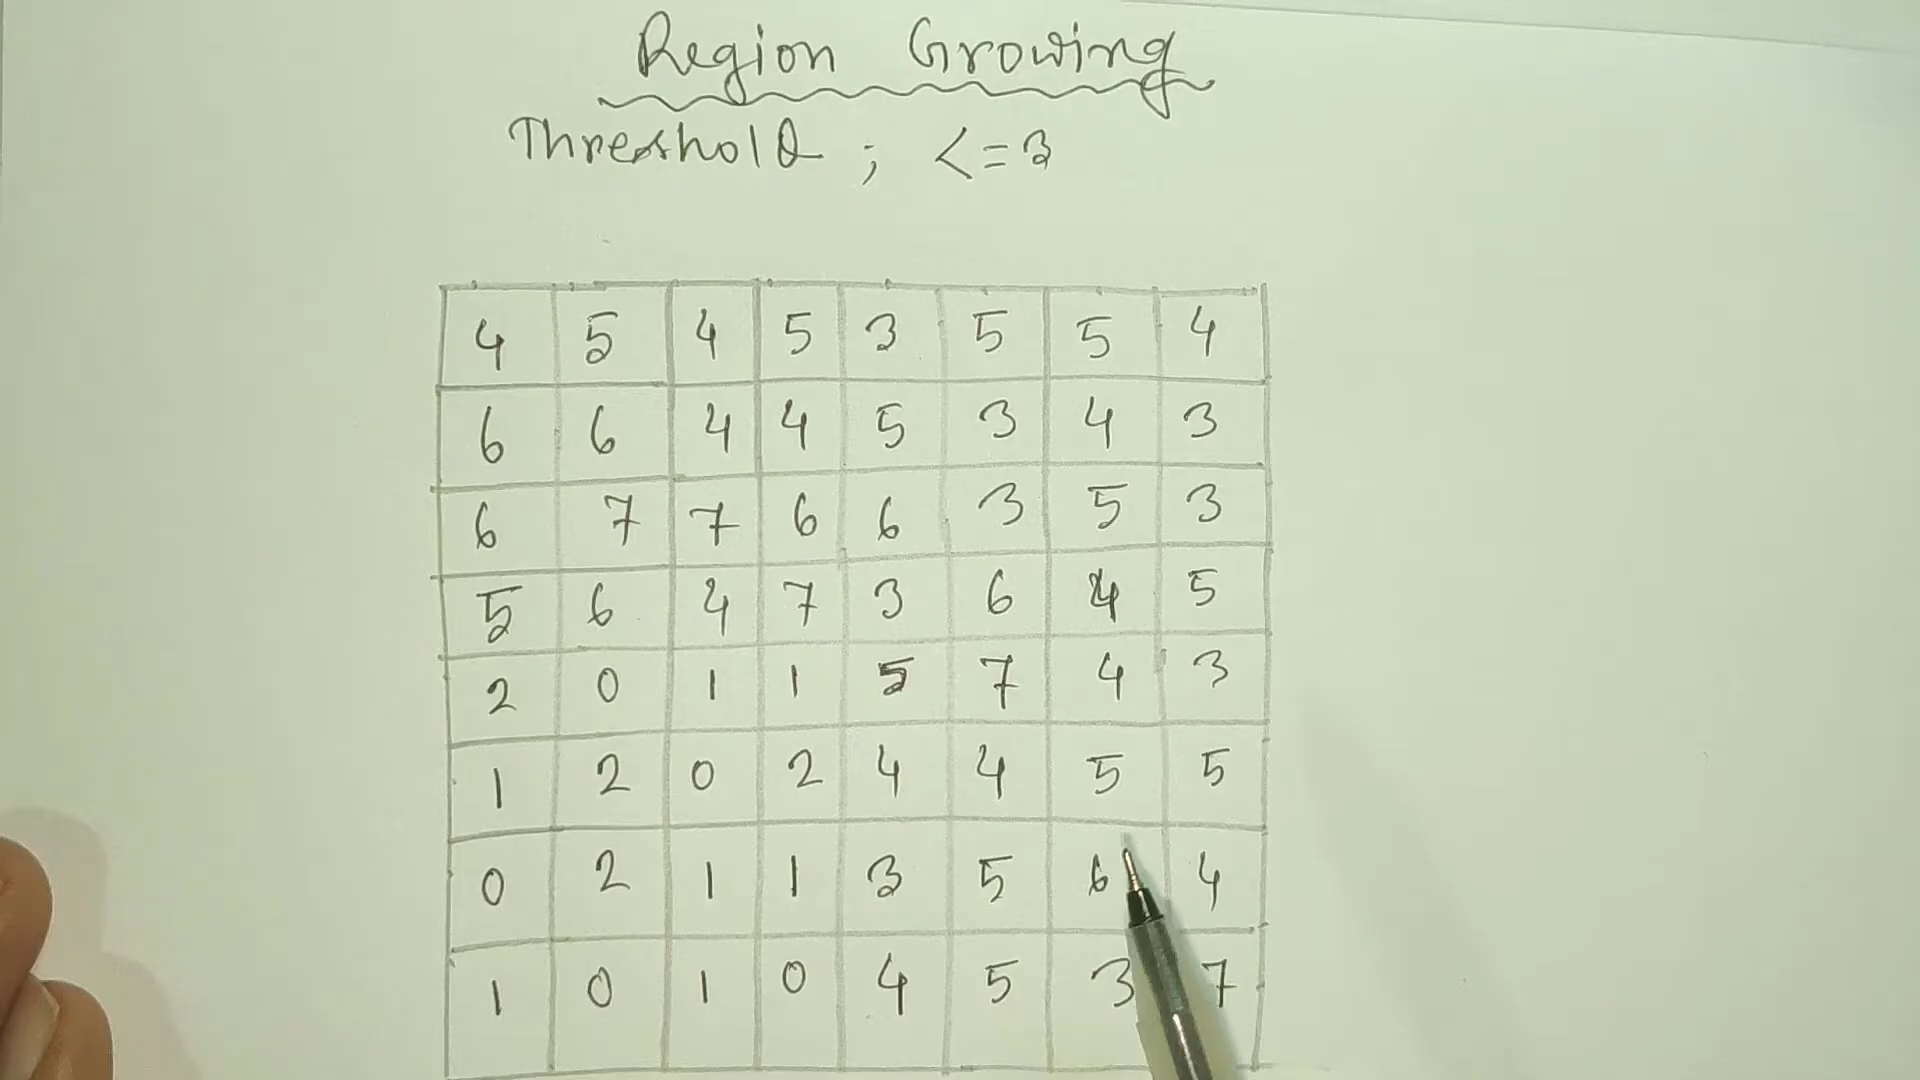 Region Growing
Threshold ; <=3
4 5 4 5 3 5 5 4
6 6 4 4 5 3 4 3
6 7 7 6 6 3 5 3
5 6 4 7 3 6 4 5
2 0 1 1 5 7 4 3
1 2 0 2 4 4 5 5
0 2 1 1 3 5 6 4
1 0 1 0 4 5 3 7